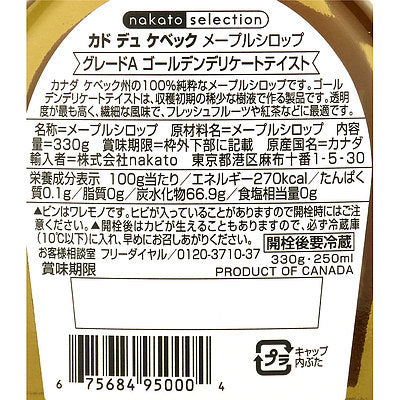 nakato selection
カド デュ ケベック メープルシロップ
グレードA ゴールデンデリケートテイスト
カナダ ケベック州の100%純粋なメープルシロップです。ゴール
デンデリケートテイストは、収穫初期の稀少な樹液で作る製品です。透明
度が最も高く、繊細な風味で、フレッシュフルーツや紅茶などに最適です。
名称=メープルシロップ 原材料名=メープルシロップ 内容
量=330g 賞味期限=枠外下部に記載 原産国名=カナダ
輸入者=株式会社nakato 東京都港区麻布十番1-5-30
栄養成分表示 100g当たり/エネルギー270kcal/たんぱく
質0.1g/脂質0g/炭水化物66.9g/食塩相当量0g
▲ビンはワレモノです。ヒビが入っていることがありますので開栓時にはご注
意ください。▲開栓後はカビが生えることもありますので、必ず冷蔵庫
(10℃以下)に入れ、早めにお召しあがりください。
お客様相談室 フリーダイヤル/0120-3710-37
開栓後要冷蔵
330g・250ml
賞味期限
PRODUCT OF CANADA
プラ
キャップ
内ぶた
6 75684 95000 4